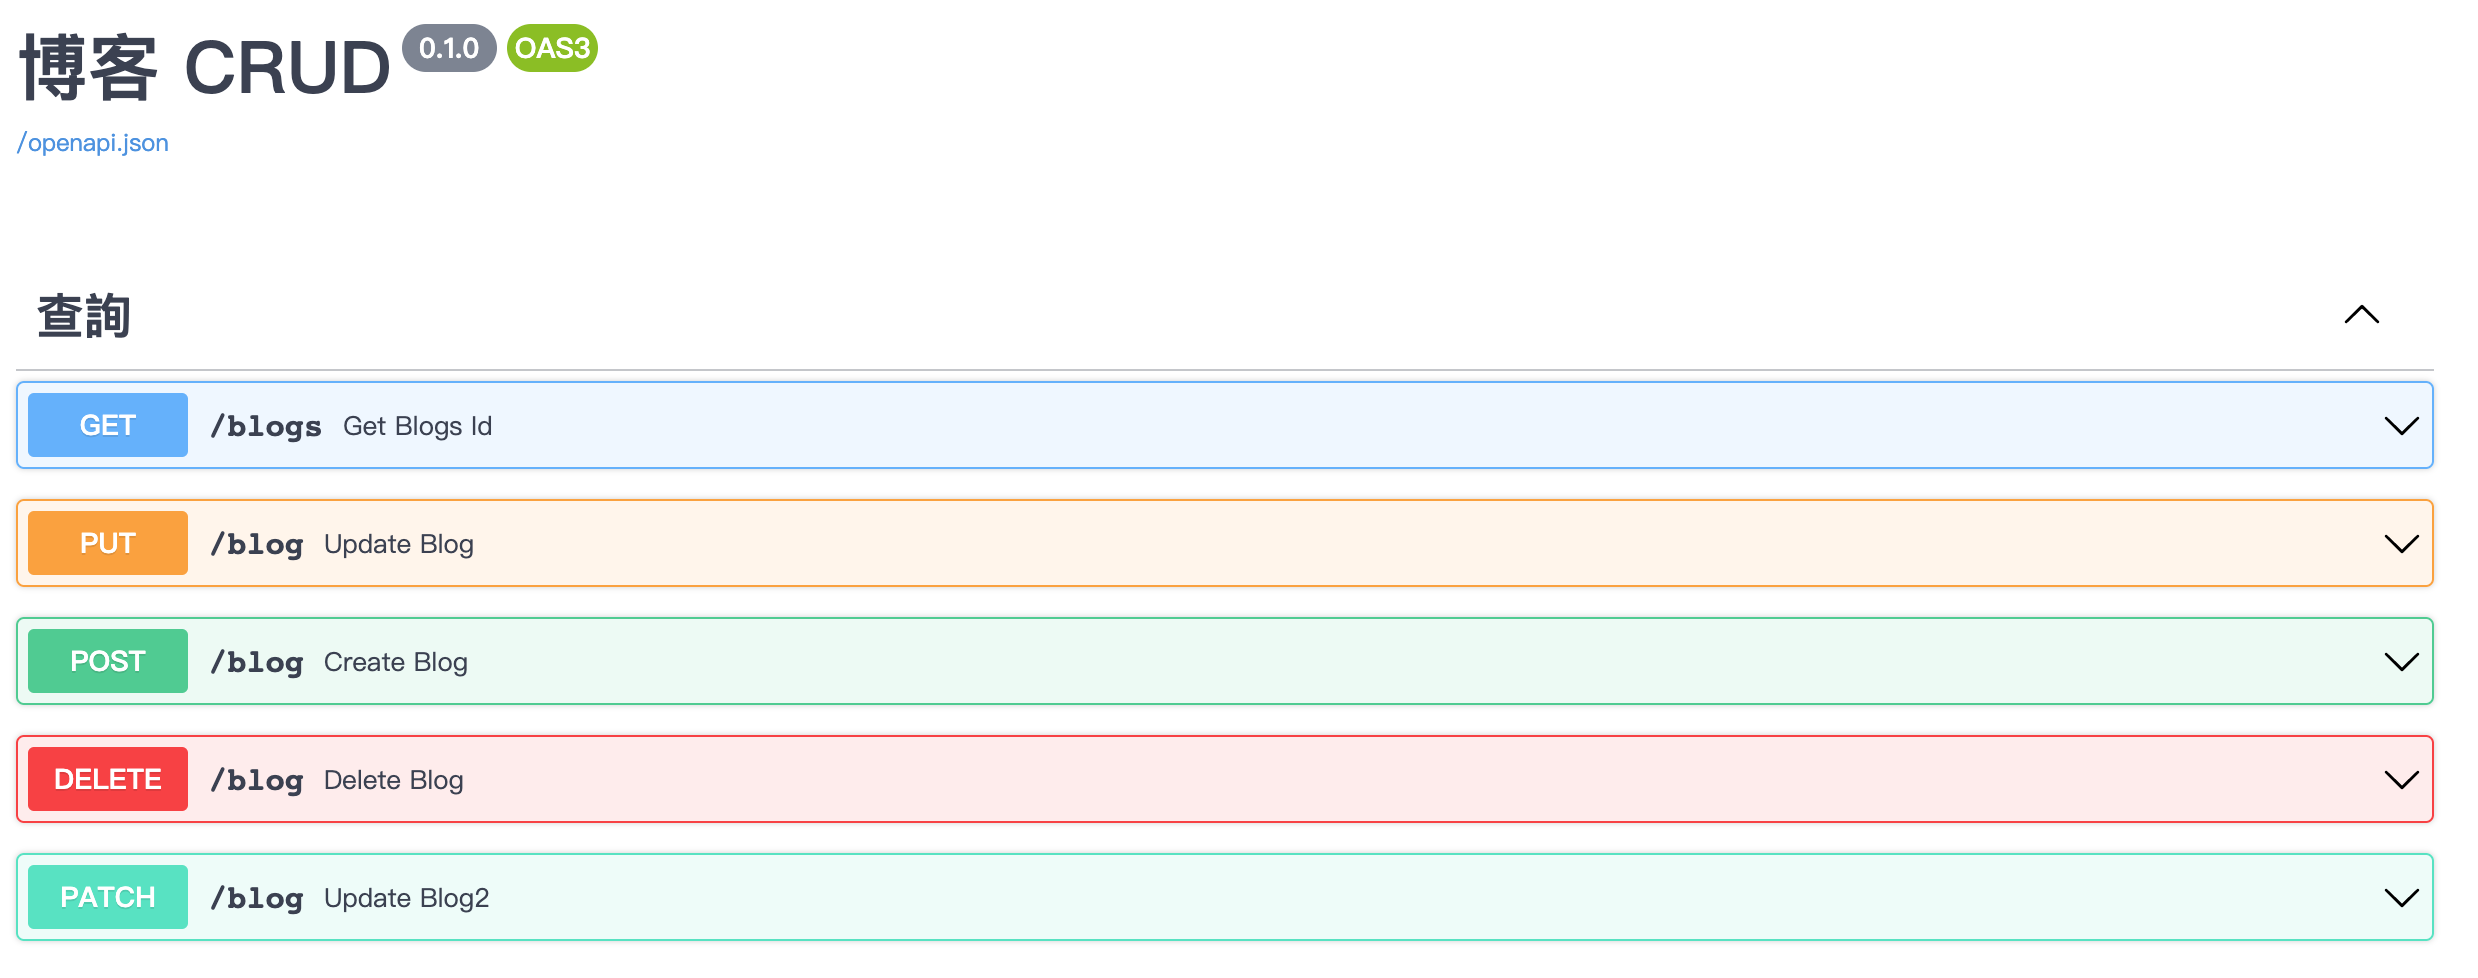 博客 CRUD 0.1.0 OAS3
/openapi.json
查詢
GET /blogs Get Blogs Id
PUT /blog Update Blog
POST /blog Create Blog
DELETE /blog Delete Blog
PATCH /blog Update Blog2